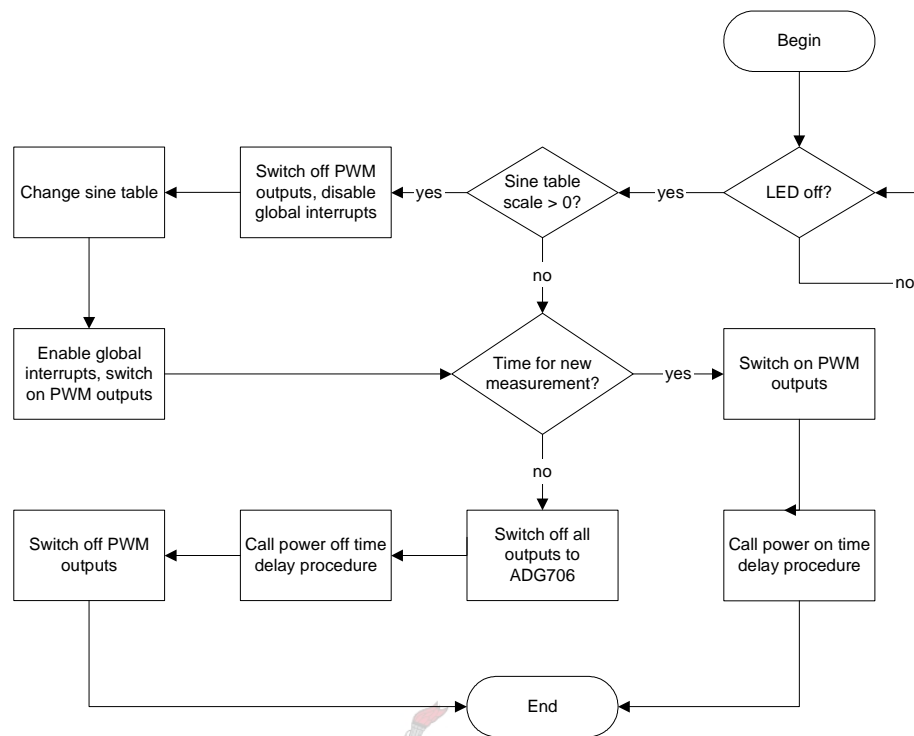 Begin
LED off?
no
yes
Sine table
scale > 0?
yes
Switch off PWM
outputs, disable
global interrupts
Change sine table
Enable global
interrupts, switch
on PWM outputs
no
Time for new
measurement?
yes
Switch on PWM
outputs
Call power on time
delay procedure
no
Switch off all
outputs to
ADG706
Call power off time
delay procedure
Switch off PWM
outputs
End